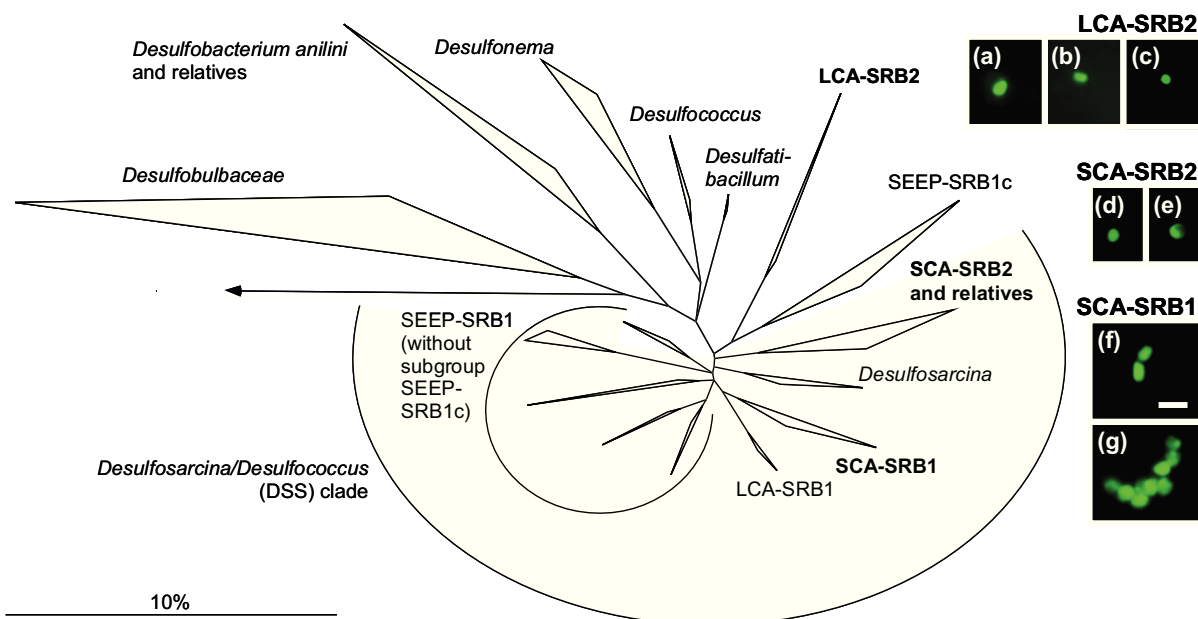 Desulfobacterium anilini
and relatives
Desulfonema
LCA-SRB2
Desulfococcus
Desulfati-
bacillum
Desulfobulbaceae
SEEP-SRB1c
SCA-SRB2
and relatives
SEEP-SRB1
(without
subgroup
SEEP-
SRB1c)
Desulfosarcina
Desulfosarcina/Desulfococcus
(DSS) clade
SCA-SRB1
LCA-SRB1
10%
LCA-SRB2
(a) (b) (c)
SCA-SRB2
(d) (e)
SCA-SRB1
(f)
(g)